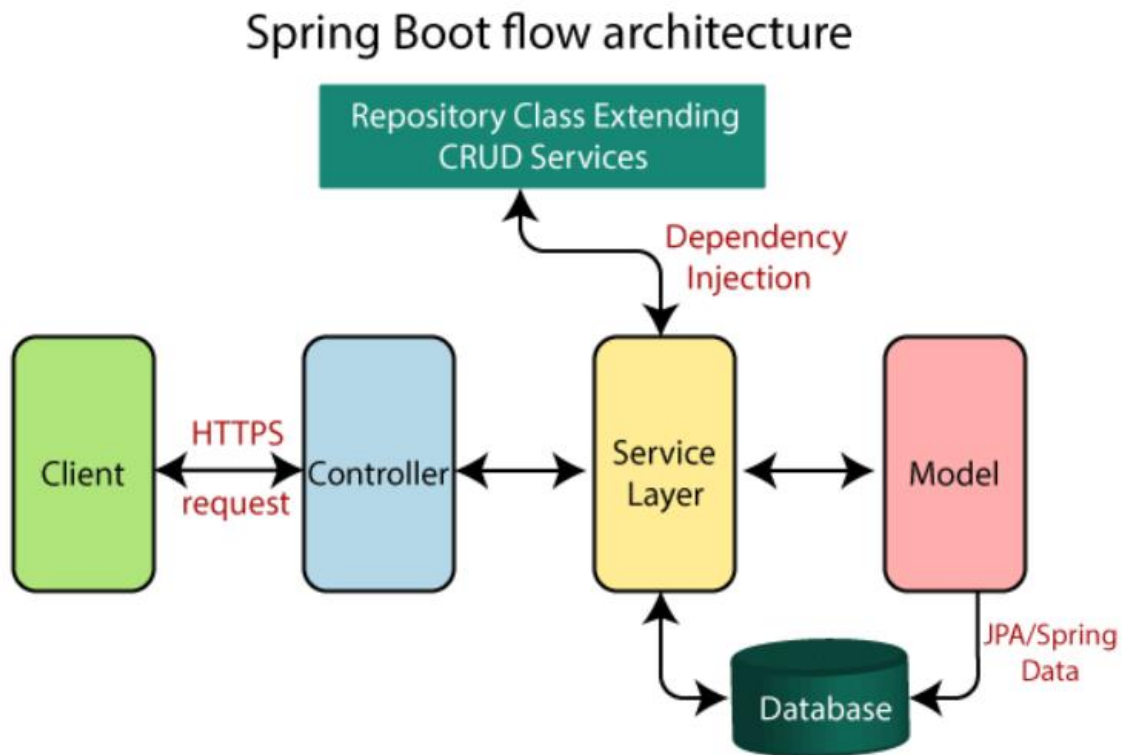 Spring Boot flow architecture
Repository Class Extending
CRUD Services
Dependency
Injection
Client
HTTPS
request
Controller
Service
Layer
Model
JPA/Spring
Data
Database